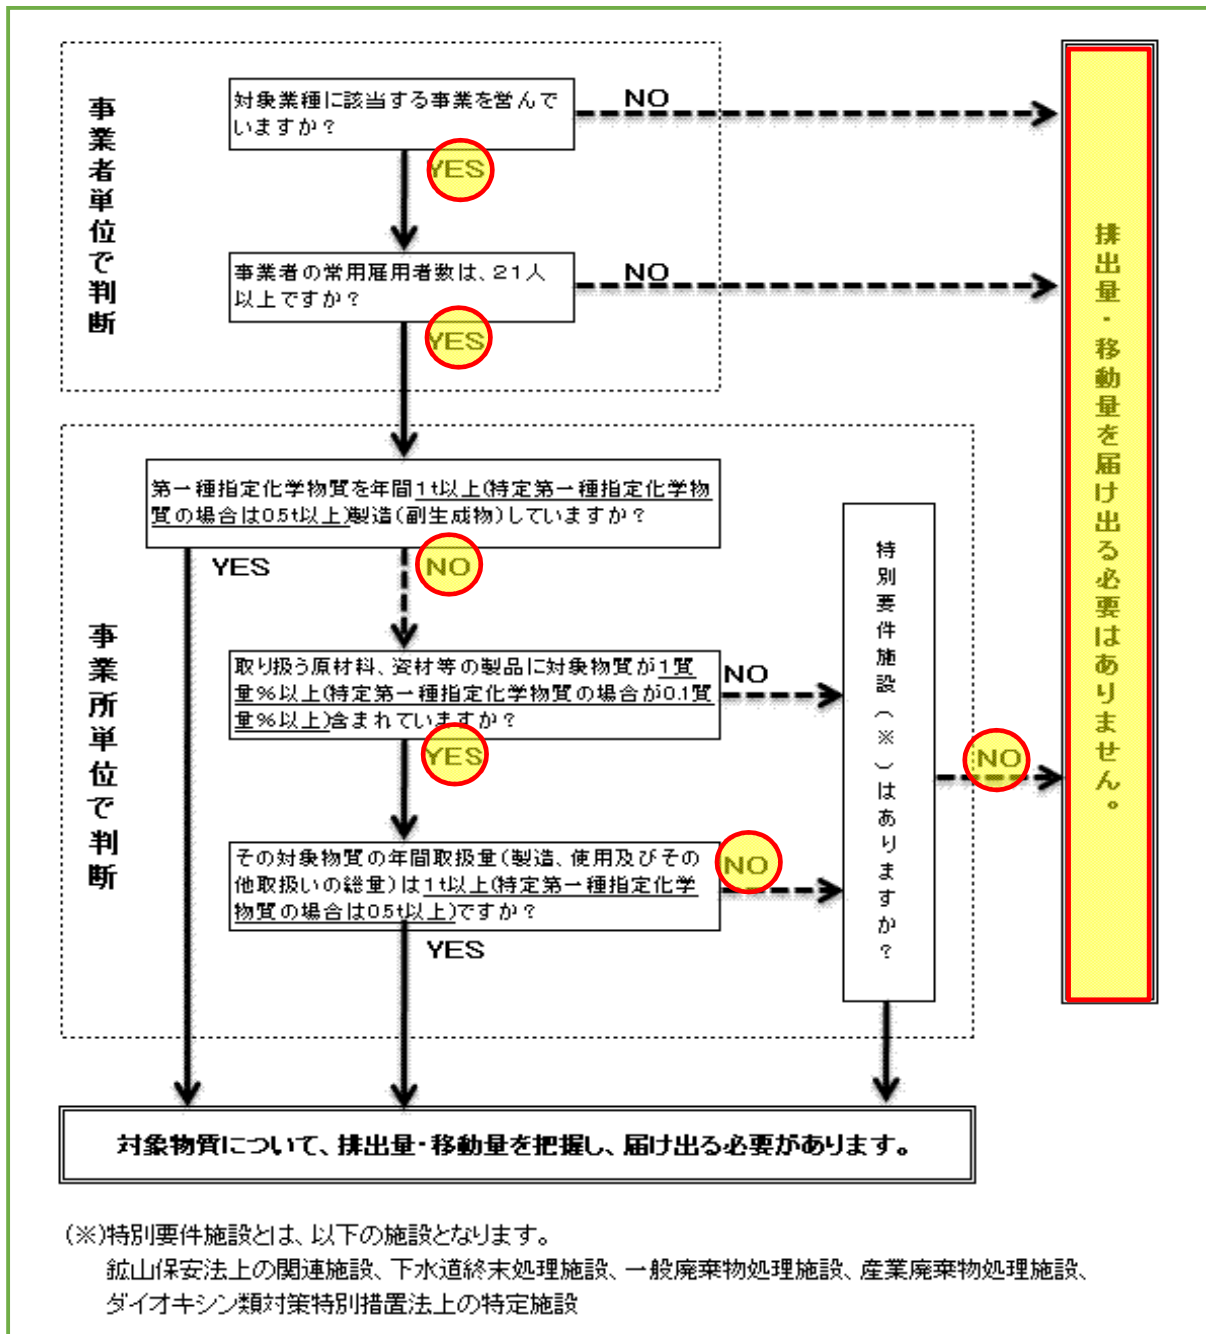 事業者単位で判断
対象業種に該当する事業を営んで
いますか？
NO
YES
事業者の常用雇用者数は、21人
以上ですか？
NO
YES
排出量・移動量を届け出る必要はありません。
事業所単位で判断
第一種指定化学物質を年間1t以上(特定第一種指定化学物
質の場合は0.5t以上)製造(副生成物)していますか？
YES
NO
取り扱う原材料、資材等の製品に対象物質が1質
量%以上(特定第一種指定化学物質の場合が0.1質
量%以上)含まれていますか？
NO
YES
その対象物質の年間取扱量(製造、使用及びその
他取扱いの総量)は1t以上(特定第一種指定化学
物質の場合は0.5t以上)ですか？
NO
YES
特別要件施設(※)はありますか？
NO
対象物質について、排出量・移動量を把握し、届け出る必要があります。
(※)特別要件施設とは、以下の施設となります。
鉱山保安法上の関連施設、下水道終末処理施設、一般廃棄物処理施設、産業廃棄物処理施設、
ダイオキシン類対策特別措置法上の特定施設